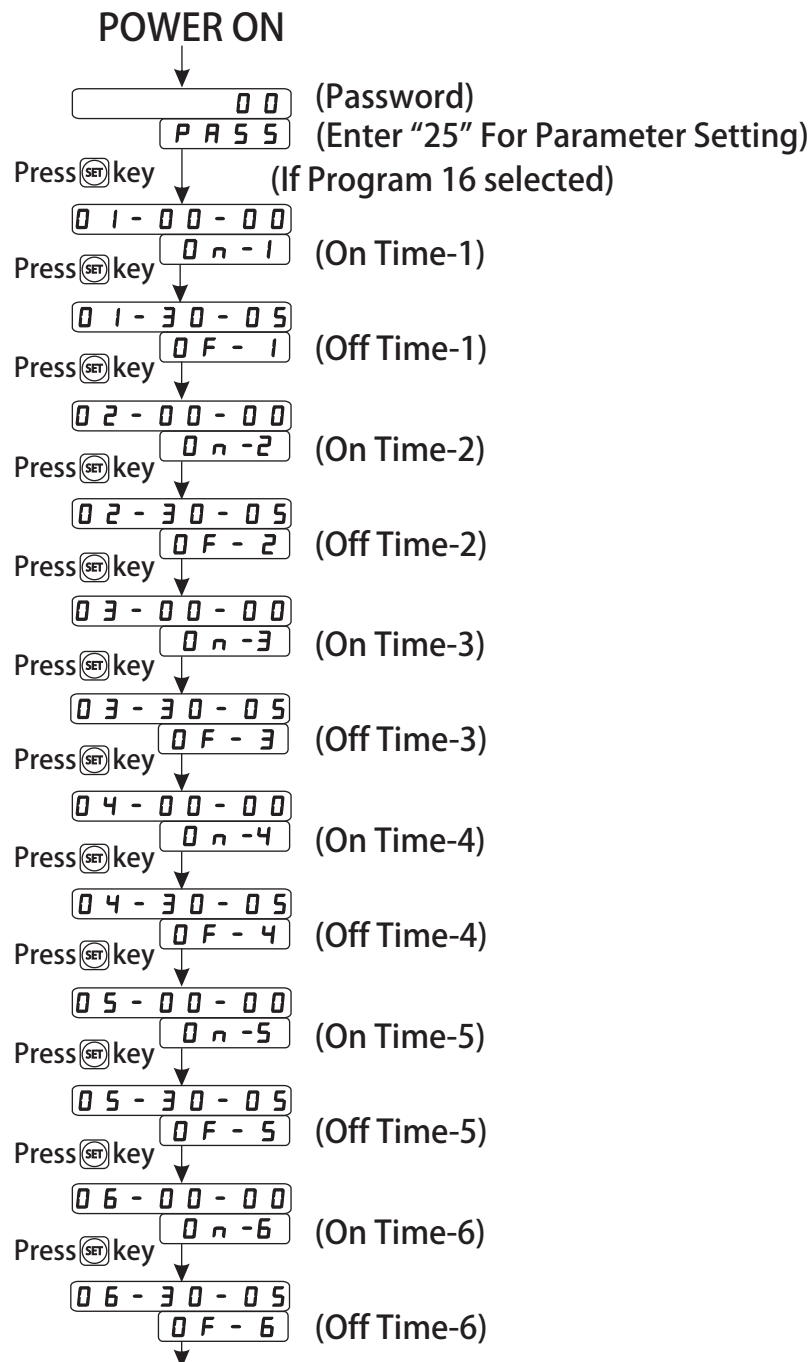 POWER ON
00 (Password)
PASS (Enter “25” For Parameter Setting)
Press SET key (If Program 16 selected)
01-00-00
On-1 (On Time-1)
Press SET key
01-30-05
OF-1 (Off Time-1)
Press SET key
02-00-00
On-2 (On Time-2)
Press SET key
02-30-05
OF-2 (Off Time-2)
Press SET key
03-00-00
On-3 (On Time-3)
Press SET key
03-30-05
OF-3 (Off Time-3)
Press SET key
04-00-00
On-4 (On Time-4)
Press SET key
04-30-05
OF-4 (Off Time-4)
Press SET key
05-00-00
On-5 (On Time-5)
Press SET key
05-30-05
OF-5 (Off Time-5)
Press SET key
06-00-00
On-6 (On Time-6)
Press SET key
06-30-05
OF-6 (Off Time-6)